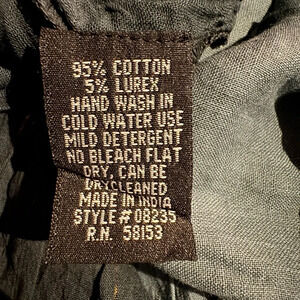 95% COTTON
5% LUREX
HAND WASH IN
COLD WATER USE
MILD DETERGENT
NO BLEACH FLAT
DRY, CAN BE
DRYCLEANED
MADE IN INDIA
STYLE # 08235
R.N. 58153